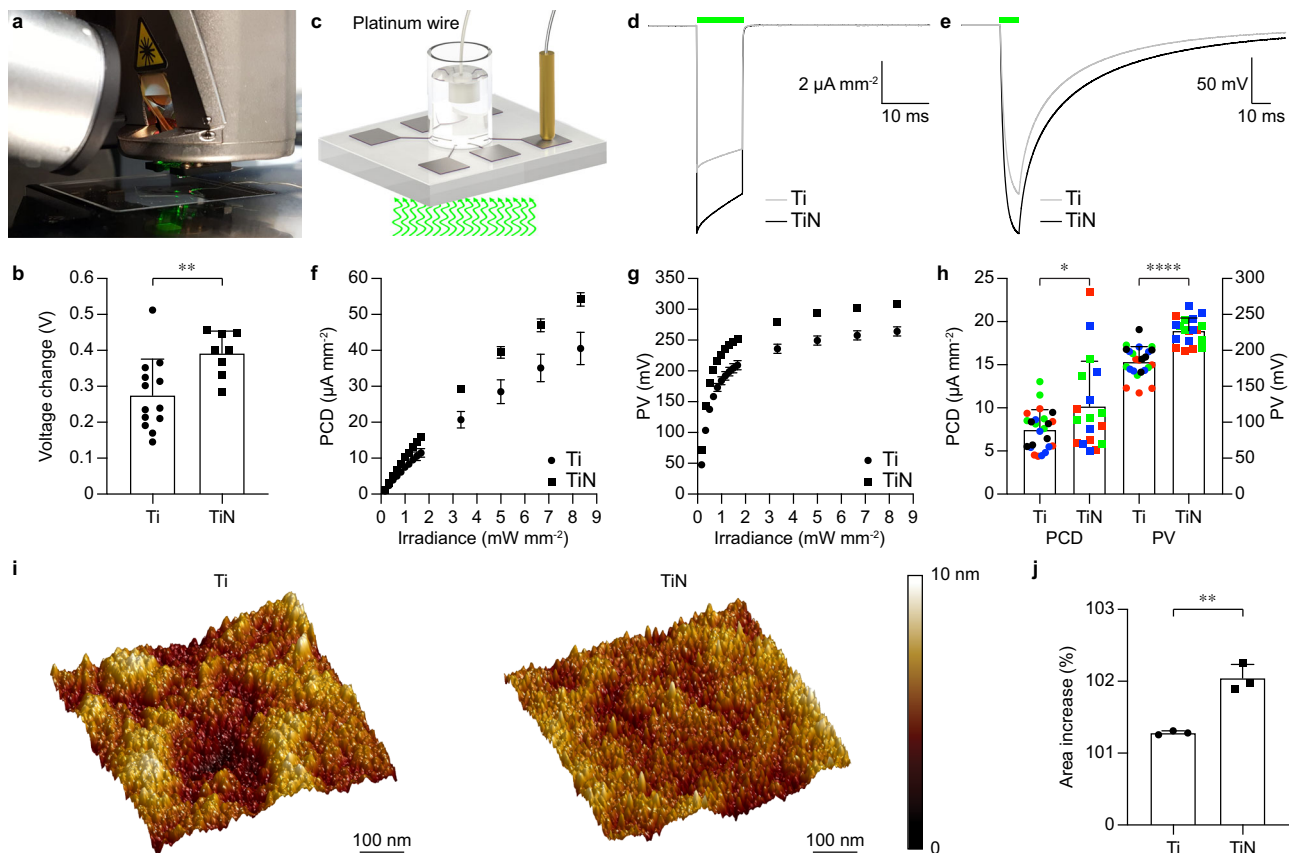 a
c
Platinum wire
d
2 µA mm⁻²
10 ms
Ti
TiN
e
50 mV
10 ms
Ti
TiN
b
Voltage change (V)
0.6
0.5
0.4
0.3
0.2
0.1
0
**
Ti
TiN
f
PCD (µA mm⁻²)
60
50
40
30
20
10
0
Ti
TiN
0 1 2 3 4 5 6 7 8 9
Irradiance (mW mm⁻²)
g
PV (mV)
350
300
250
200
150
100
50
0
Ti
TiN
0 1 2 3 4 5 6 7 8 9
Irradiance (mW mm⁻²)
h
PCD (µA mm⁻²)
25
20
15
10
5
0
* ****
300
250
200
150
100
50
0
PV (mV)
Ti TiN Ti TiN
PCD PV
i
Ti
TiN
10 nm
0
100 nm
100 nm
j
Area increase (%)
103
102
101
**
Ti
TiN